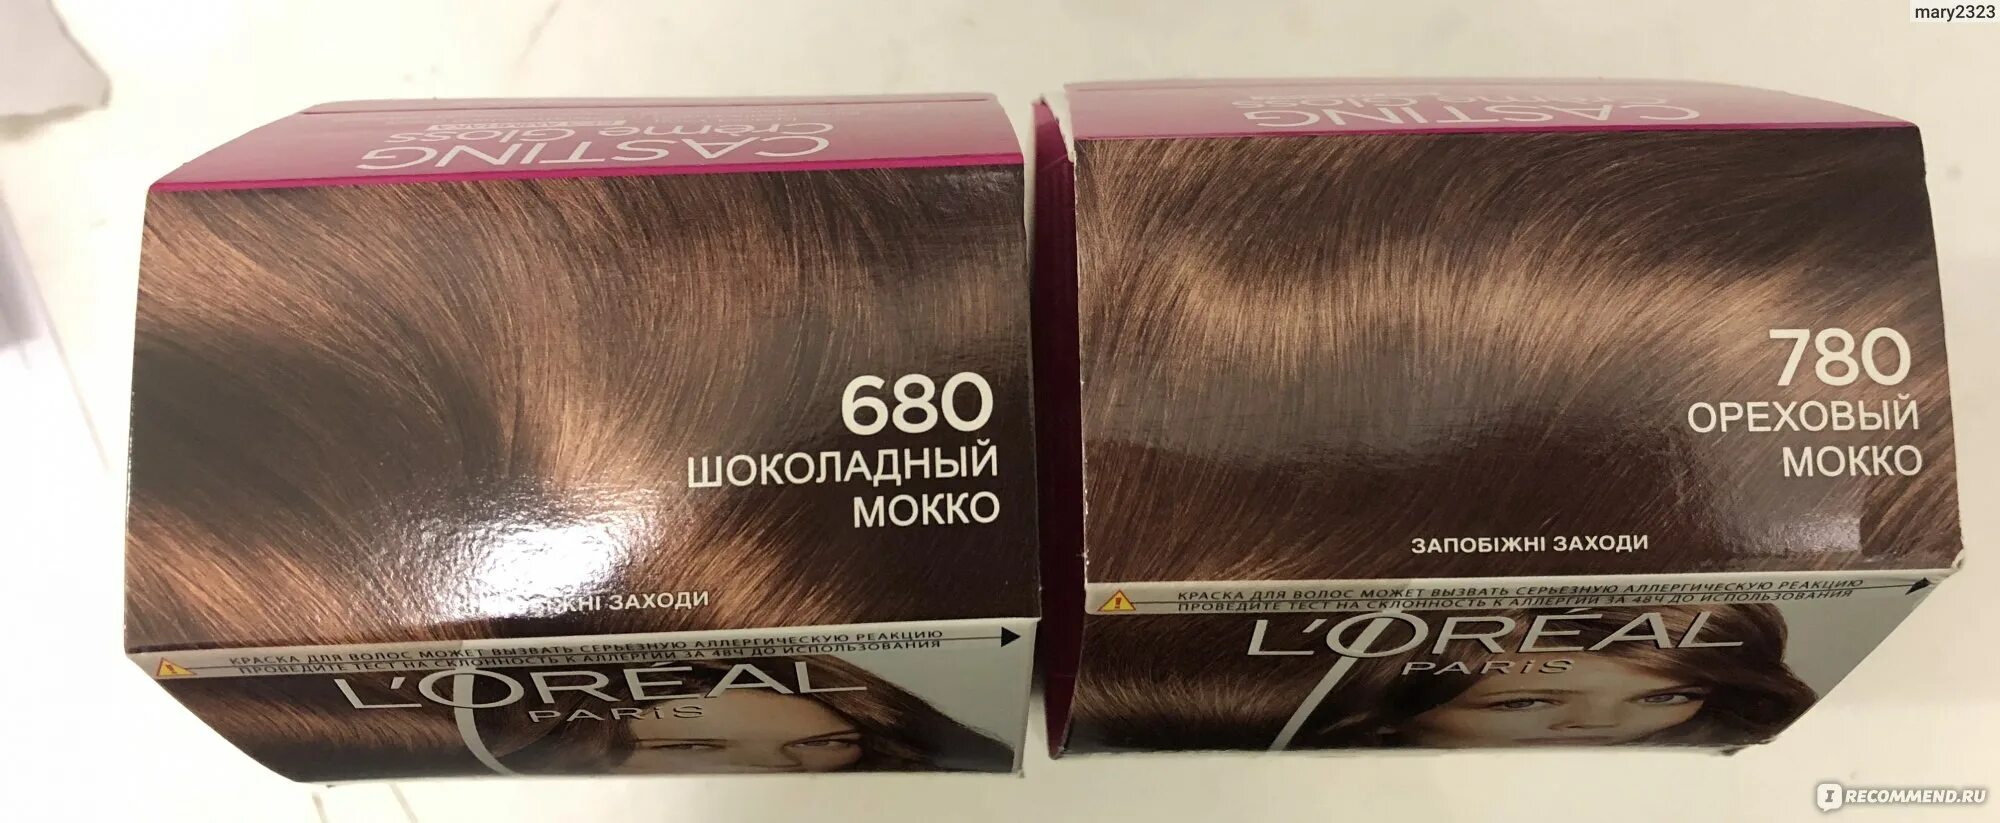 mary2323
CASTING
Crème Gloss
680
ШОКОЛАДНЫЙ
МОККО
ЗАХОДИ
КРАСКА ДЛЯ ВОЛОС МОЖЕТ ВЫЗВАТЬ СЕРЬЕЗНУЮ АЛЛЕРГИЧЕСКУЮ РЕАКЦИЮ
ПРОВЕДИТЕ ТЕСТ НА СКЛОННОСТЬ К АЛЛЕРГИИ ЗА 48Ч ДО ИСПОЛЬЗОВАНИЯ
L'ORÉAL
PARIS
CASTING
Crème Gloss
780
ОРЕХОВЫЙ
МОККО
ЗАПОБІЖНІ ЗАХОДИ
КРАСКА ДЛЯ ВОЛОС МОЖЕТ ВЫЗВАТЬ СЕРЬЕЗНУЮ АЛЛЕРГИЧЕСКУЮ РЕАКЦИЮ
ПРОВЕДИТЕ ТЕСТ НА СКЛОННОСТЬ К АЛЛЕРГИИ ЗА 48Ч ДО ИСПОЛЬЗОВАНИЯ
L'ORÉAL
PARIS
IRECOMMEND.RU